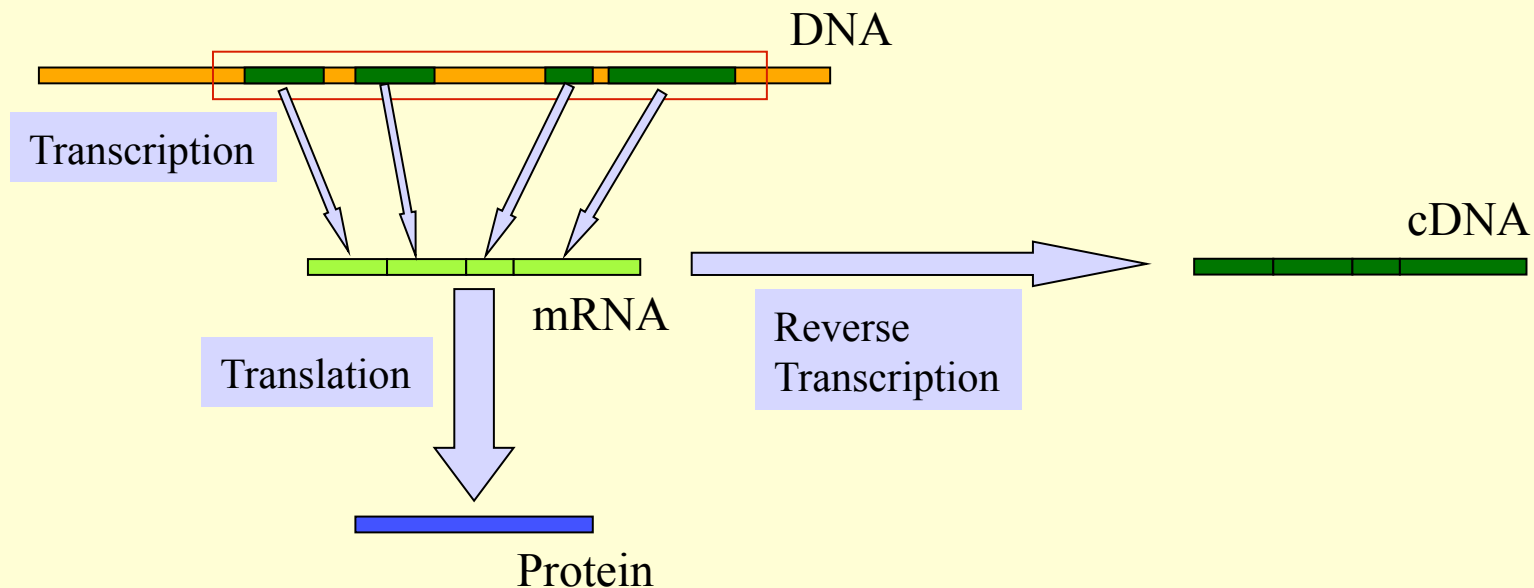 DNA
Transcription
cDNA
mRNA
Reverse
Transcription
Translation
Protein